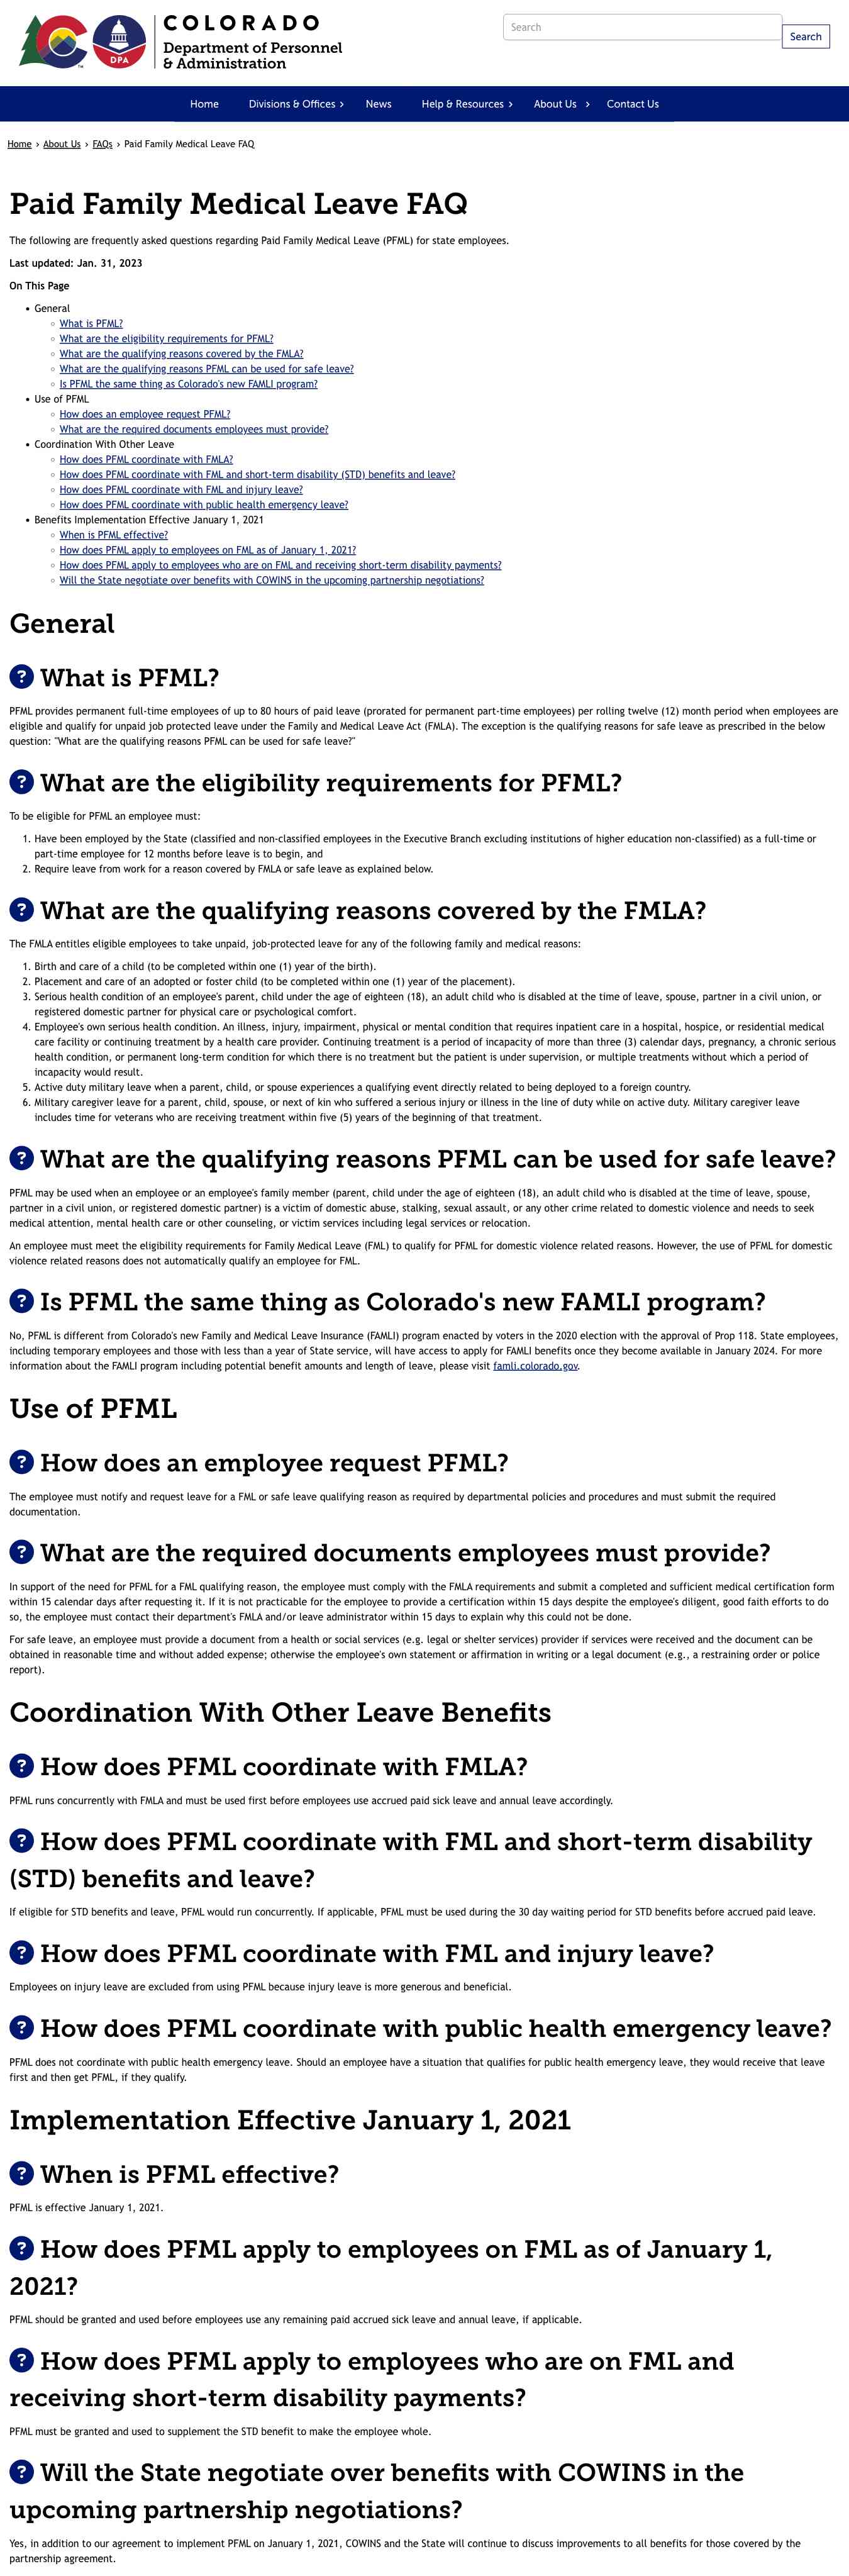 COLORADO
Department of Personnel
& Administration
DPA
TM
Search
Search
Home
Divisions & Offices ›
News
Help & Resources ›
About Us ›
Contact Us
Home › About Us › FAQs › Paid Family Medical Leave FAQ
Paid Family Medical Leave FAQ
The following are frequently asked questions regarding Paid Family Medical Leave (PFML) for state employees.
Last updated: Jan. 31, 2023
On This Page
• General
○ What is PFML?
○ What are the eligibility requirements for PFML?
○ What are the qualifying reasons covered by the FMLA?
○ What are the qualifying reasons PFML can be used for safe leave?
○ Is PFML the same thing as Colorado's new FAMLI program?
• Use of PFML
○ How does an employee request PFML?
○ What are the required documents employees must provide?
• Coordination With Other Leave
○ How does PFML coordinate with FMLA?
○ How does PFML coordinate with FML and short-term disability (STD) benefits and leave?
○ How does PFML coordinate with FML and injury leave?
○ How does PFML coordinate with public health emergency leave?
• Benefits Implementation Effective January 1, 2021
○ When is PFML effective?
○ How does PFML apply to employees on FML as of January 1, 2021?
○ How does PFML apply to employees who are on FML and receiving short-term disability payments?
○ Will the State negotiate over benefits with COWINS in the upcoming partnership negotiations?
General
? What is PFML?
PFML provides permanent full-time employees of up to 80 hours of paid leave (prorated for permanent part-time employees) per rolling twelve (12) month period when employees are
eligible and qualify for unpaid job protected leave under the Family and Medical Leave Act (FMLA). The exception is the qualifying reasons for safe leave as prescribed in the below
question: "What are the qualifying reasons PFML can be used for safe leave?"
? What are the eligibility requirements for PFML?
To be eligible for PFML an employee must:
1. Have been employed by the State (classified and non-classified employees in the Executive Branch excluding institutions of higher education non-classified) as a full-time or
part-time employee for 12 months before leave is to begin, and
2. Require leave from work for a reason covered by FMLA or safe leave as explained below.
? What are the qualifying reasons covered by the FMLA?
The FMLA entitles eligible employees to take unpaid, job-protected leave for any of the following family and medical reasons:
1. Birth and care of a child (to be completed within one (1) year of the birth).
2. Placement and care of an adopted or foster child (to be completed within one (1) year of the placement).
3. Serious health condition of an employee's parent, child under the age of eighteen (18), an adult child who is disabled at the time of leave, spouse, partner in a civil union, or
registered domestic partner for physical care or psychological comfort.
4. Employee's own serious health condition. An illness, injury, impairment, physical or mental condition that requires inpatient care in a hospital, hospice, or residential medical
care facility or continuing treatment by a health care provider. Continuing treatment is a period of incapacity of more than three (3) calendar days, pregnancy, a chronic serious
health condition, or permanent long-term condition for which there is no treatment but the patient is under supervision, or multiple treatments without which a period of
incapacity would result.
5. Active duty military leave when a parent, child, or spouse experiences a qualifying event directly related to being deployed to a foreign country.
6. Military caregiver leave for a parent, child, spouse, or next of kin who suffered a serious injury or illness in the line of duty while on active duty. Military caregiver leave
includes time for veterans who are receiving treatment within five (5) years of the beginning of that treatment.
? What are the qualifying reasons PFML can be used for safe leave?
PFML may be used when an employee or an employee's family member (parent, child under the age of eighteen (18), an adult child who is disabled at the time of leave, spouse,
partner in a civil union, or registered domestic partner) is a victim of domestic abuse, stalking, sexual assault, or any other crime related to domestic violence and needs to seek
medical attention, mental health care or other counseling, or victim services including legal services or relocation.
An employee must meet the eligibility requirements for Family Medical Leave (FML) to qualify for PFML for domestic violence related reasons. However, the use of PFML for domestic
violence related reasons does not automatically qualify an employee for FML.
? Is PFML the same thing as Colorado's new FAMLI program?
No, PFML is different from Colorado's new Family and Medical Leave Insurance (FAMLI) program enacted by voters in the 2020 election with the approval of Prop 118. State employees,
including temporary employees and those with less than a year of State service, will have access to apply for FAMLI benefits once they become available in January 2024. For more
information about the FAMLI program including potential benefit amounts and length of leave, please visit famli.colorado.gov.
Use of PFML
? How does an employee request PFML?
The employee must notify and request leave for a FML or safe leave qualifying reason as required by departmental policies and procedures and must submit the required
documentation.
? What are the required documents employees must provide?
In support of the need for PFML for a FML qualifying reason, the employee must comply with the FMLA requirements and submit a completed and sufficient medical certification form
within 15 calendar days after requesting it. If it is not practicable for the employee to provide a certification within 15 days despite the employee's diligent, good faith efforts to do
so, the employee must contact their department's FMLA and/or leave administrator within 15 days to explain why this could not be done.
For safe leave, an employee must provide a document from a health or social services (e.g. legal or shelter services) provider if services were received and the document can be
obtained in reasonable time and without added expense; otherwise the employee's own statement or affirmation in writing or a legal document (e.g., a restraining order or police
report).
Coordination With Other Leave Benefits
? How does PFML coordinate with FMLA?
PFML runs concurrently with FMLA and must be used first before employees use accrued paid sick leave and annual leave accordingly.
? How does PFML coordinate with FML and short-term disability
(STD) benefits and leave?
If eligible for STD benefits and leave, PFML would run concurrently. If applicable, PFML must be used during the 30 day waiting period for STD benefits before accrued paid leave.
? How does PFML coordinate with FML and injury leave?
Employees on injury leave are excluded from using PFML because injury leave is more generous and beneficial.
? How does PFML coordinate with public health emergency leave?
PFML does not coordinate with public health emergency leave. Should an employee have a situation that qualifies for public health emergency leave, they would receive that leave
first and then get PFML, if they qualify.
Implementation Effective January 1, 2021
? When is PFML effective?
PFML is effective January 1, 2021.
? How does PFML apply to employees on FML as of January 1,
2021?
PFML should be granted and used before employees use any remaining paid accrued sick leave and annual leave, if applicable.
? How does PFML apply to employees who are on FML and
receiving short-term disability payments?
PFML must be granted and used to supplement the STD benefit to make the employee whole.
? Will the State negotiate over benefits with COWINS in the
upcoming partnership negotiations?
Yes, in addition to our agreement to implement PFML on January 1, 2021, COWINS and the State will continue to discuss improvements to all benefits for those covered by the
partnership agreement.